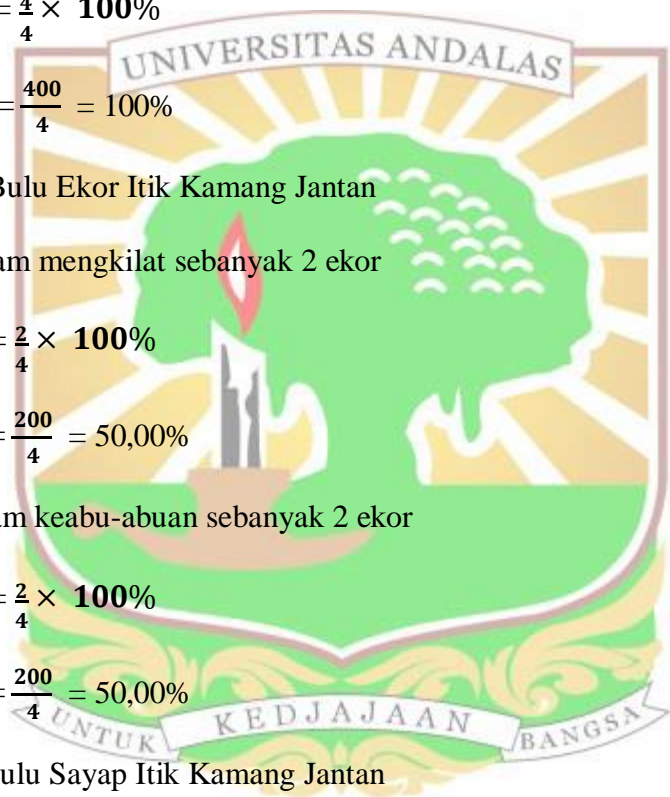 = 4/4 × 100%
UNIVERSITAS ANDALAS
= 400/4 = 100%
Bulu Ekor Itik Kamang Jantan
am mengkilat sebanyak 2 ekor
= 2/4 × 100%
= 200/4 = 50,00%
am keabu-abuan sebanyak 2 ekor
= 2/4 × 100%
= 200/4 = 50,00%
UNTUK KEDJAJAAN BANGSA
ulu Sayap Itik Kamang Jantan